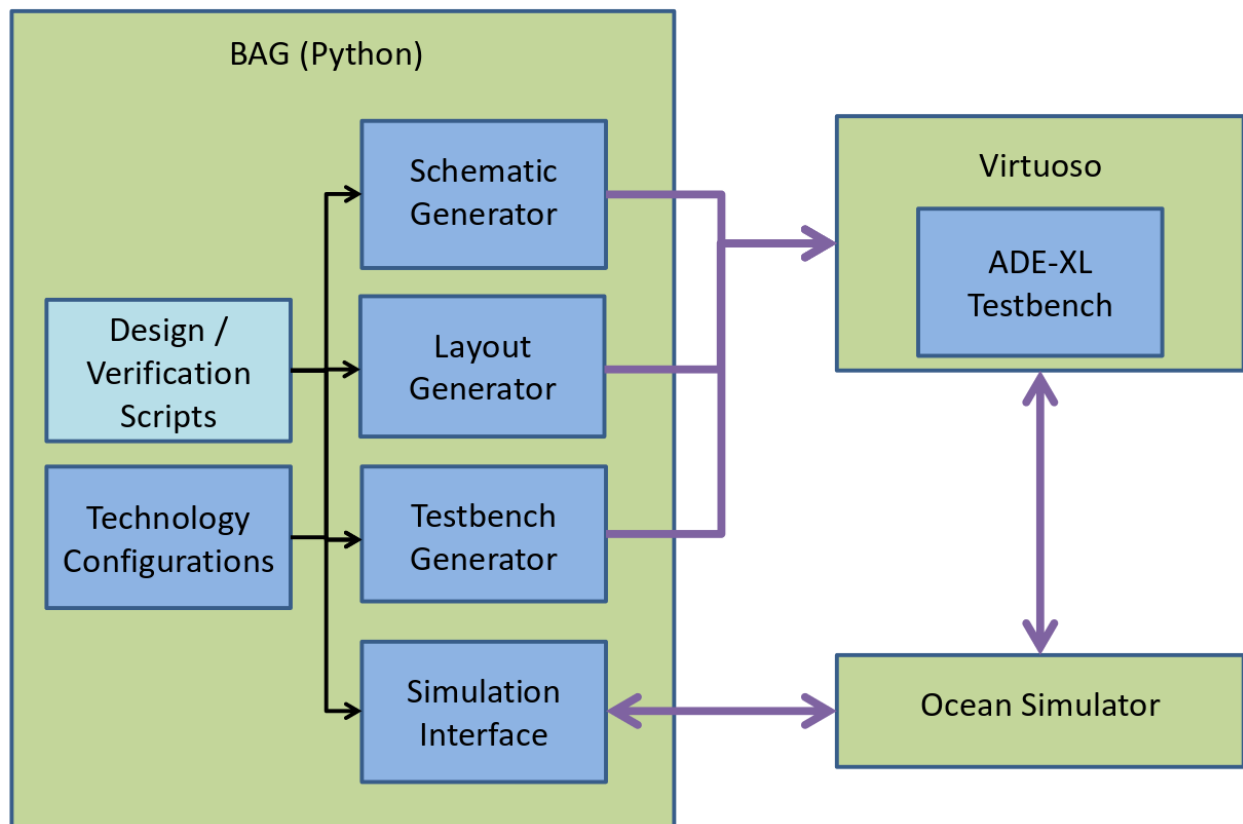 BAG (Python)
Schematic
Generator
Design /
Verification
Scripts
Layout
Generator
Technology
Configurations
Testbench
Generator
Simulation
Interface
Virtuoso
ADE-XL
Testbench
Ocean Simulator